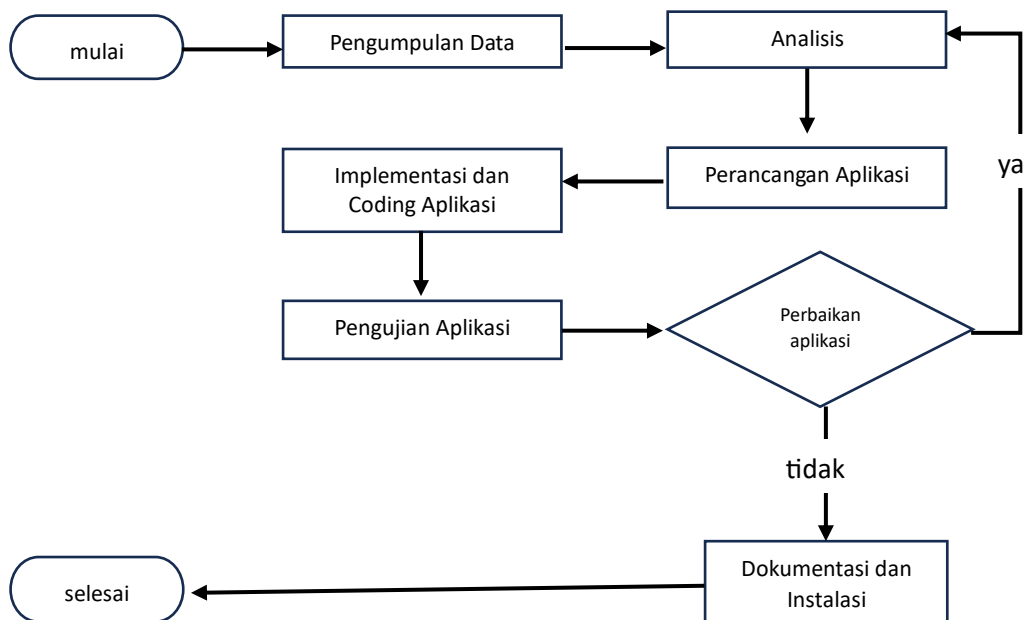 mulai
Pengumpulan Data
Analisis
Perancangan Aplikasi
ya
Implementasi dan
Coding Aplikasi
Pengujian Aplikasi
Perbaikan
aplikasi
tidak
Dokumentasi dan
Instalasi
selesai